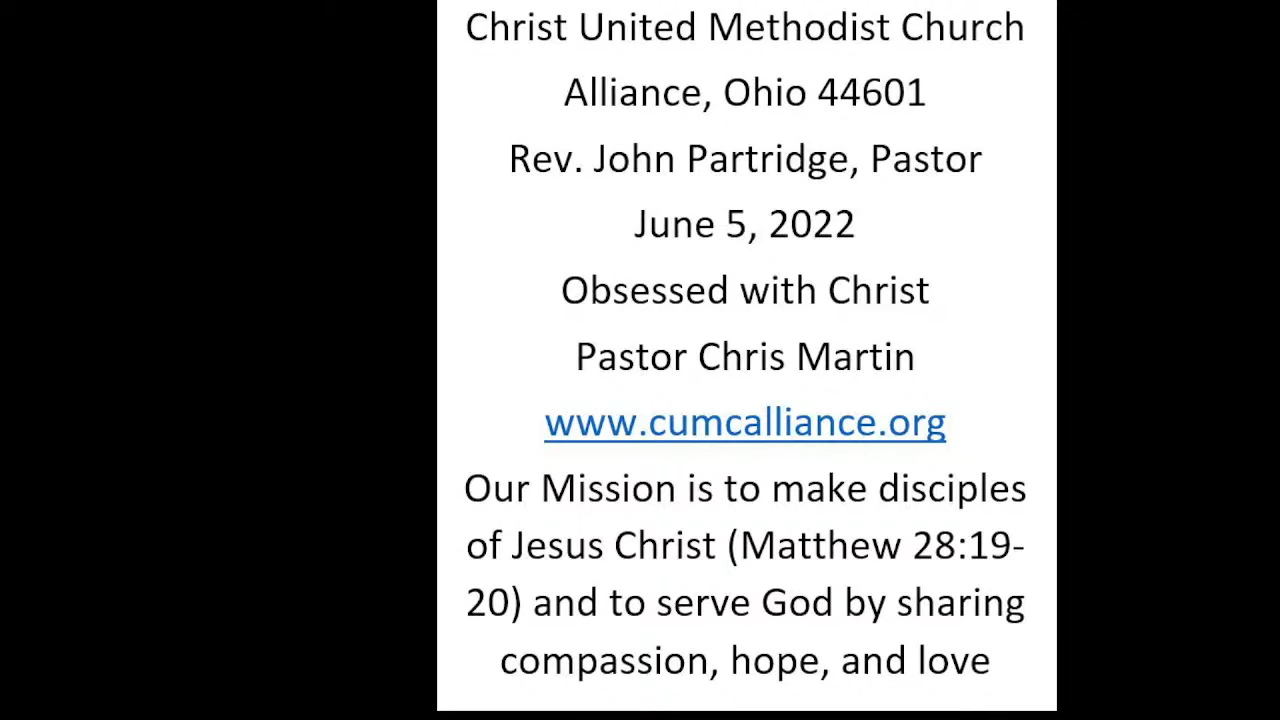 Christ United Methodist Church
Alliance, Ohio 44601
Rev. John Partridge, Pastor
June 5, 2022
Obsessed with Christ
Pastor Chris Martin
www.cumcalliance.org
Our Mission is to make disciples
of Jesus Christ (Matthew 28:19-
20) and to serve God by sharing
compassion, hope, and love